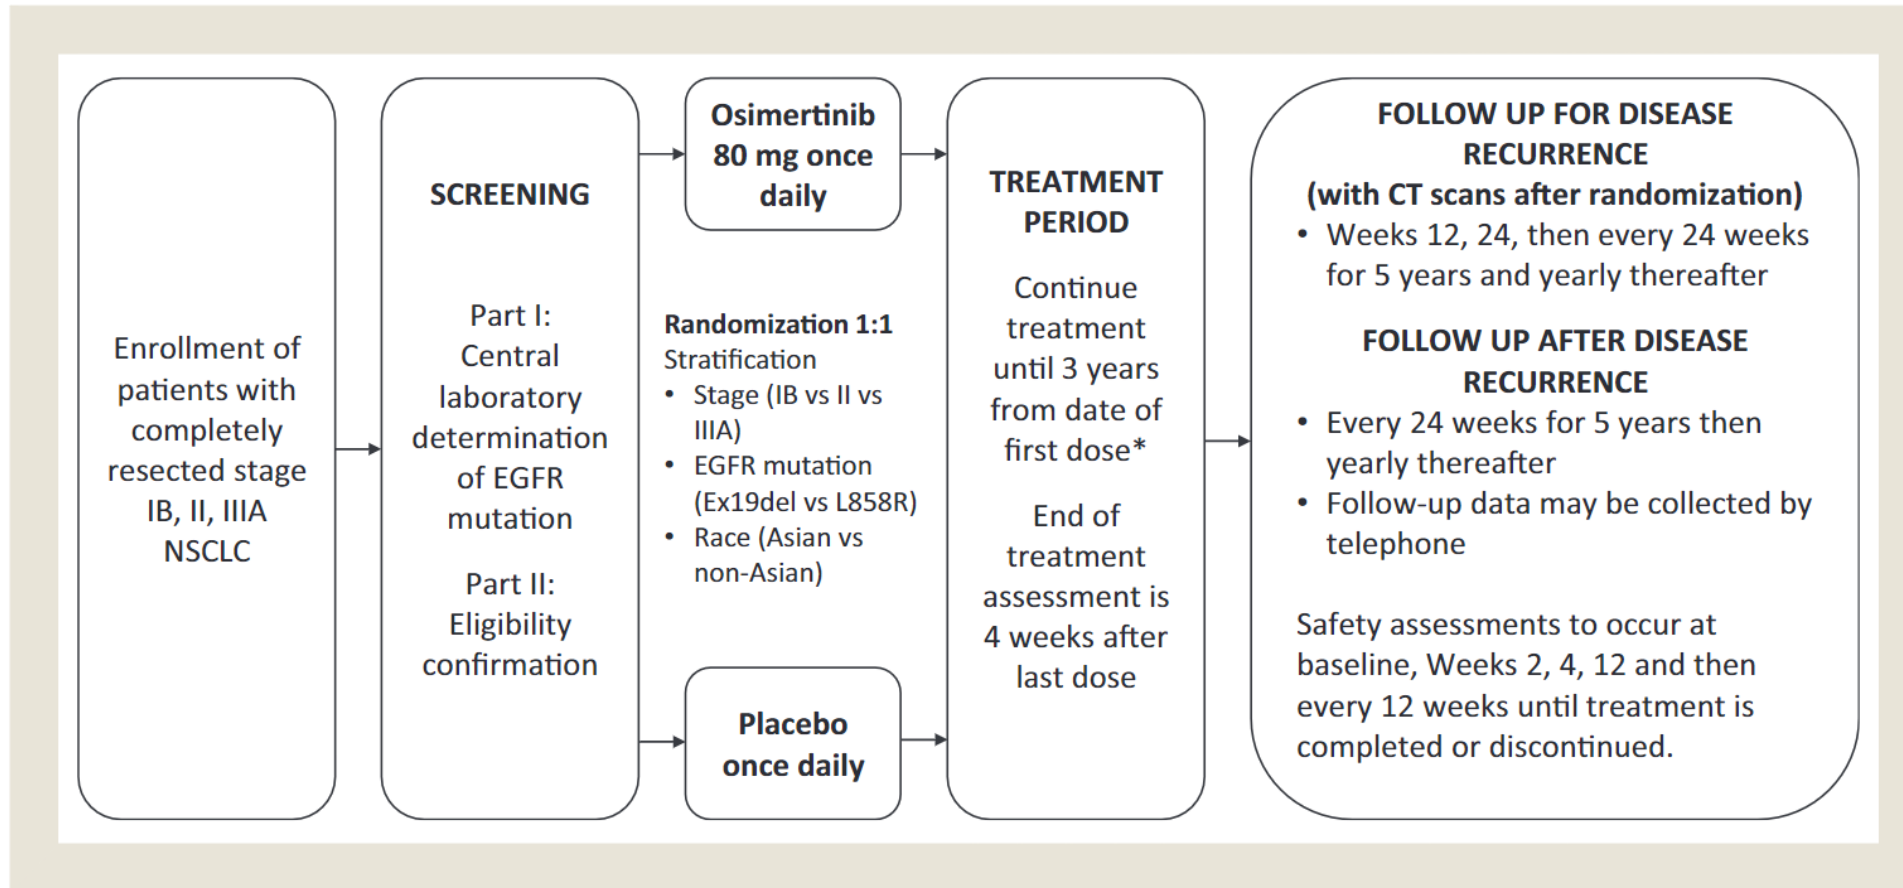 Enrollment of
patients with
completely
resected stage
IB, II, IIIA
NSCLC
SCREENING
Part I:
Central
laboratory
determination
of EGFR
mutation
Part II:
Eligibility
confirmation
Osimertinib
80 mg once
daily
Randomization 1:1
Stratification
• Stage (IB vs II vs
IIIA)
• EGFR mutation
(Ex19del vs L858R)
• Race (Asian vs
non-Asian)
Placebo
once daily
TREATMENT
PERIOD
Continue
treatment
until 3 years
from date of
first dose*
End of
treatment
assessment is
4 weeks after
last dose
FOLLOW UP FOR DISEASE
RECURRENCE
(with CT scans after randomization)
• Weeks 12, 24, then every 24 weeks
for 5 years and yearly thereafter
FOLLOW UP AFTER DISEASE
RECURRENCE
• Every 24 weeks for 5 years then
yearly thereafter
• Follow-up data may be collected by
telephone
Safety assessments to occur at
baseline, Weeks 2, 4, 12 and then
every 12 weeks until treatment is
completed or discontinued.